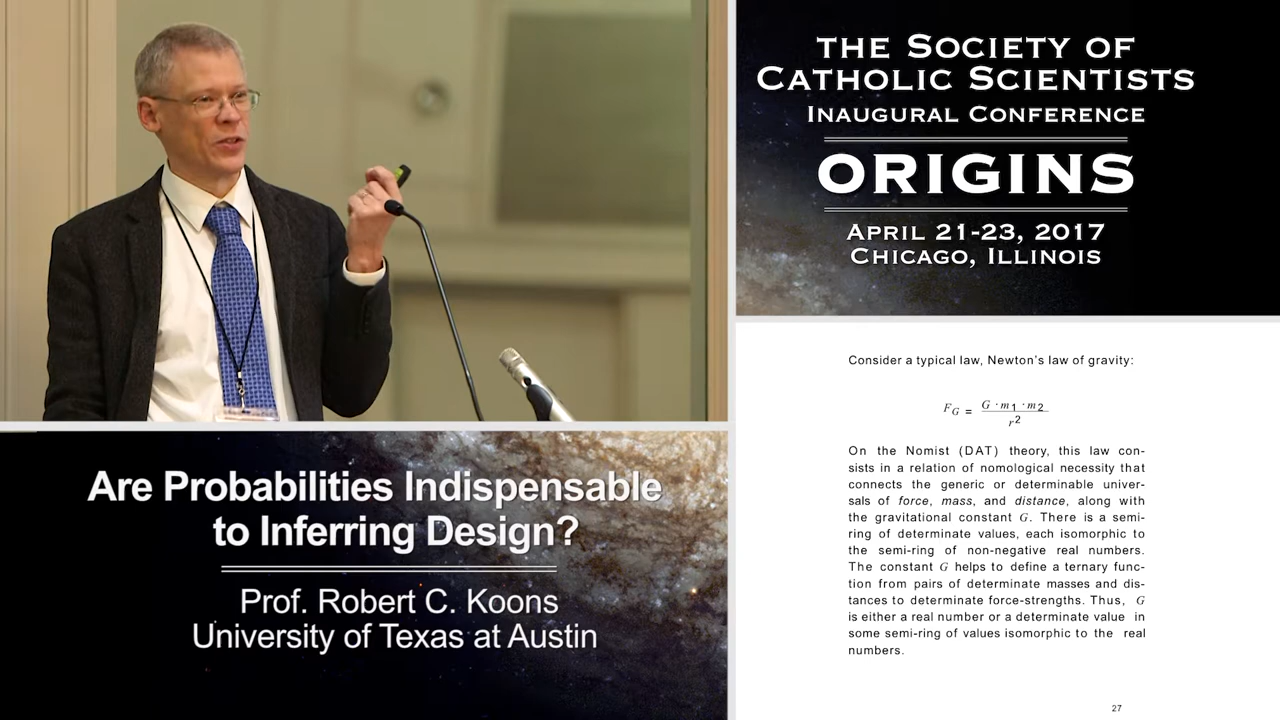 THE SOCIETY OF
CATHOLIC SCIENTISTS
INAUGURAL CONFERENCE
ORIGINS
APRIL 21-23, 2017
CHICAGO, ILLINOIS
Are Probabilities Indispensable
to Inferring Design?
Prof. Robert C. Koons
University of Texas at Austin
Consider a typical law, Newton's law of gravity:
F_G = G · m1 · m2 / r^2
On the Nomist (DAT) theory, this law con-
sists in a relation of nomological necessity that
connects the generic or determinable univer-
sals of force, mass, and distance, along with
the gravitational constant G. There is a semi-
ring of determinate values, each isomorphic to
the semi-ring of non-negative real numbers.
The constant G helps to define a ternary func-
tion from pairs of determinate masses and dis-
tances to determinate force-strengths. Thus, G
is either a real number or a determinate value in
some semi-ring of values isomorphic to the real
numbers.
27